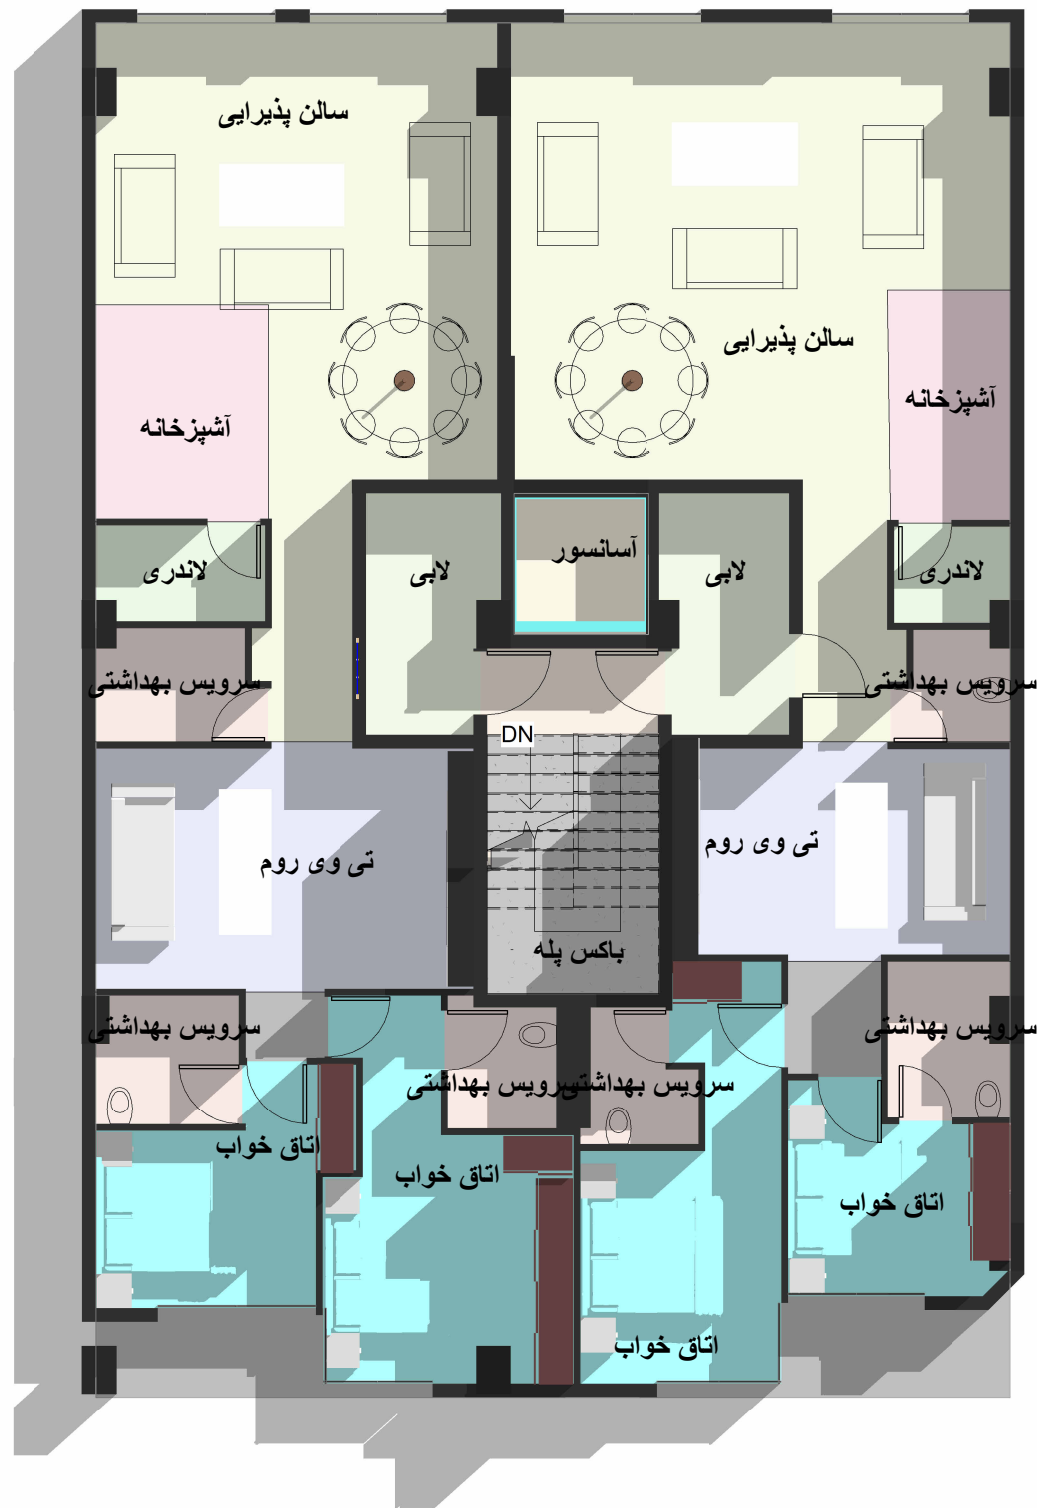 سالن پذیرایی
سالن پذیرایی
آشپزخانه
آشپزخانه
آسانسور
لاندری
لابی
لابی
لاندری
سرویس بهداشتی
سرویس بهداشتی
DN
تی وی روم
تی وی روم
باکس پله
سرویس بهداشتی
سرویس بهداشتی
سرویس بهداشتی
سرویس بهداشتی
اتاق خواب
اتاق خواب
اتاق خواب
اتاق خواب